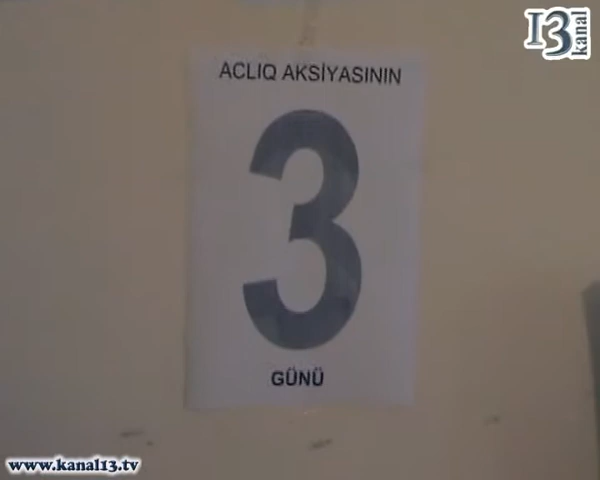 13
kanal
ACLIQ AKSİYASININ
3
GÜNÜ
www.kanal13.tv